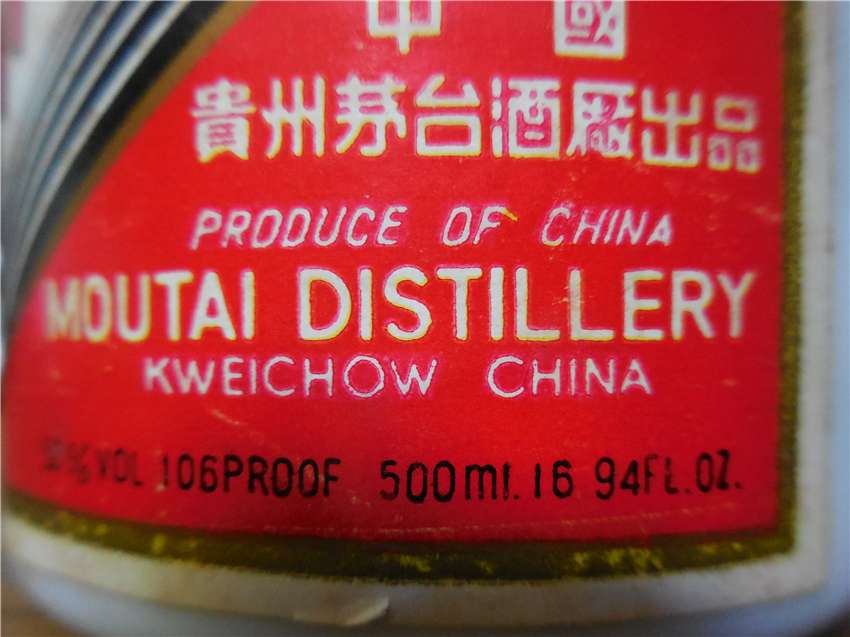 中國
貴州茅台酒厰出品
PRODUCE OF CHINA
MOUTAI DISTILLERY
KWEICHOW CHINA
VOL 106PROOF 500ml. 16 94FL.OZ.